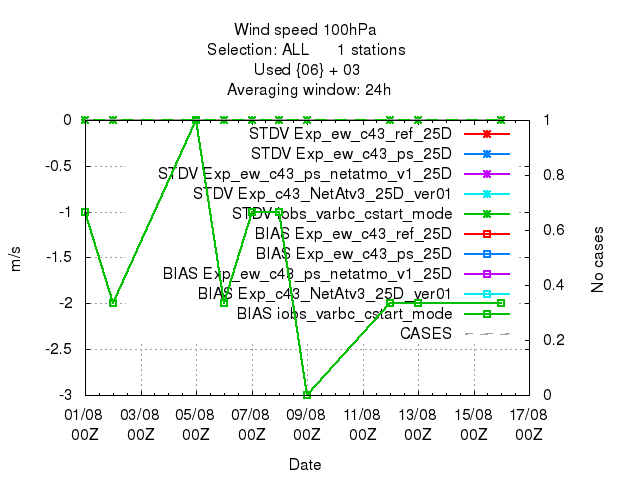 Wind speed 100hPa
Selection: ALL 1 stations
Used {06} + 03
Averaging window: 24h
0
-0.5
-1
-1.5
-2
-2.5
-3
m/s
1
0.8
0.6
0.4
0.2
0
No cases
STDV Exp_ew_c43_ref_25D
STDV Exp_ew_c43_ps_25D
STDV Exp_ew_c43_ps_netatmo_v1_25D
STDV Exp_c43_NetAtv3_25D_ver01
STDV iobs_varbc_cstart_mode
BIAS Exp_ew_c43_ref_25D
BIAS Exp_ew_c43_ps_25D
BIAS Exp_ew_c43_ps_netatmo_v1_25D
BIAS Exp_c43_NetAtv3_25D_ver01
BIAS iobs_varbc_cstart_mode
CASES
01/08 03/08 05/08 07/08 09/08 11/08 13/08 15/08 17/08
00Z 00Z 00Z 00Z 00Z 00Z 00Z 00Z 00Z
Date